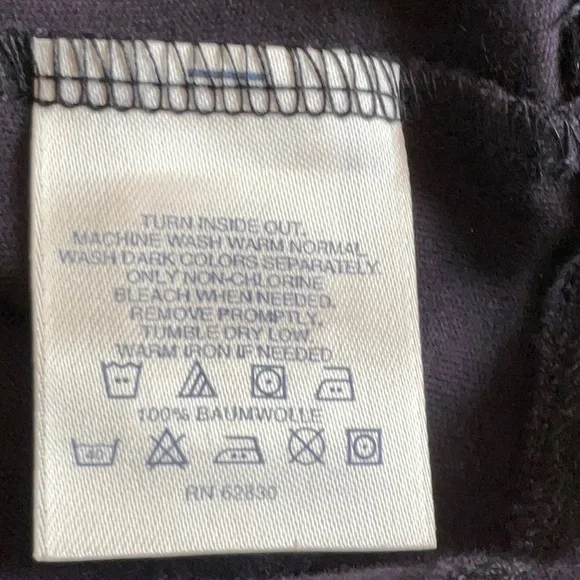 TURN INSIDE OUT.
MACHINE WASH WARM NORMAL.
WASH DARK COLORS SEPARATELY.
ONLY NON-CHLORINE
BLEACH WHEN NEEDED.
REMOVE PROMPTLY.
TUMBLE DRY LOW
WARM IRON IF NEEDED
100% BAUMWOLLE
40
RN 62830